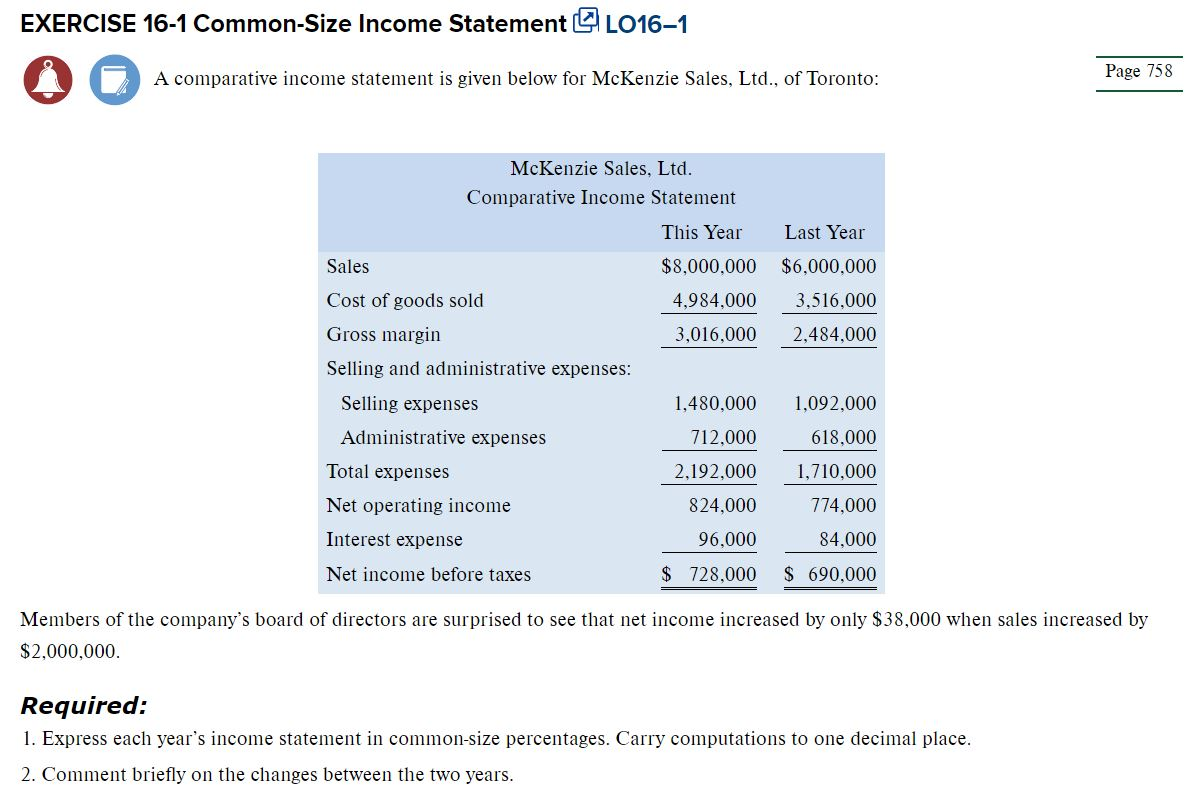 EXERCISE 16-1 Common-Size Income Statement LO16–1
A comparative income statement is given below for McKenzie Sales, Ltd., of Toronto:
Page 758
McKenzie Sales, Ltd.
Comparative Income Statement
This Year Last Year
Sales $8,000,000 $6,000,000
Cost of goods sold 4,984,000 3,516,000
Gross margin 3,016,000 2,484,000
Selling and administrative expenses:
Selling expenses 1,480,000 1,092,000
Administrative expenses 712,000 618,000
Total expenses 2,192,000 1,710,000
Net operating income 824,000 774,000
Interest expense 96,000 84,000
Net income before taxes $ 728,000 $ 690,000
Members of the company’s board of directors are surprised to see that net income increased by only $38,000 when sales increased by
$2,000,000.
Required:
1. Express each year’s income statement in common-size percentages. Carry computations to one decimal place.
2. Comment briefly on the changes between the two years.